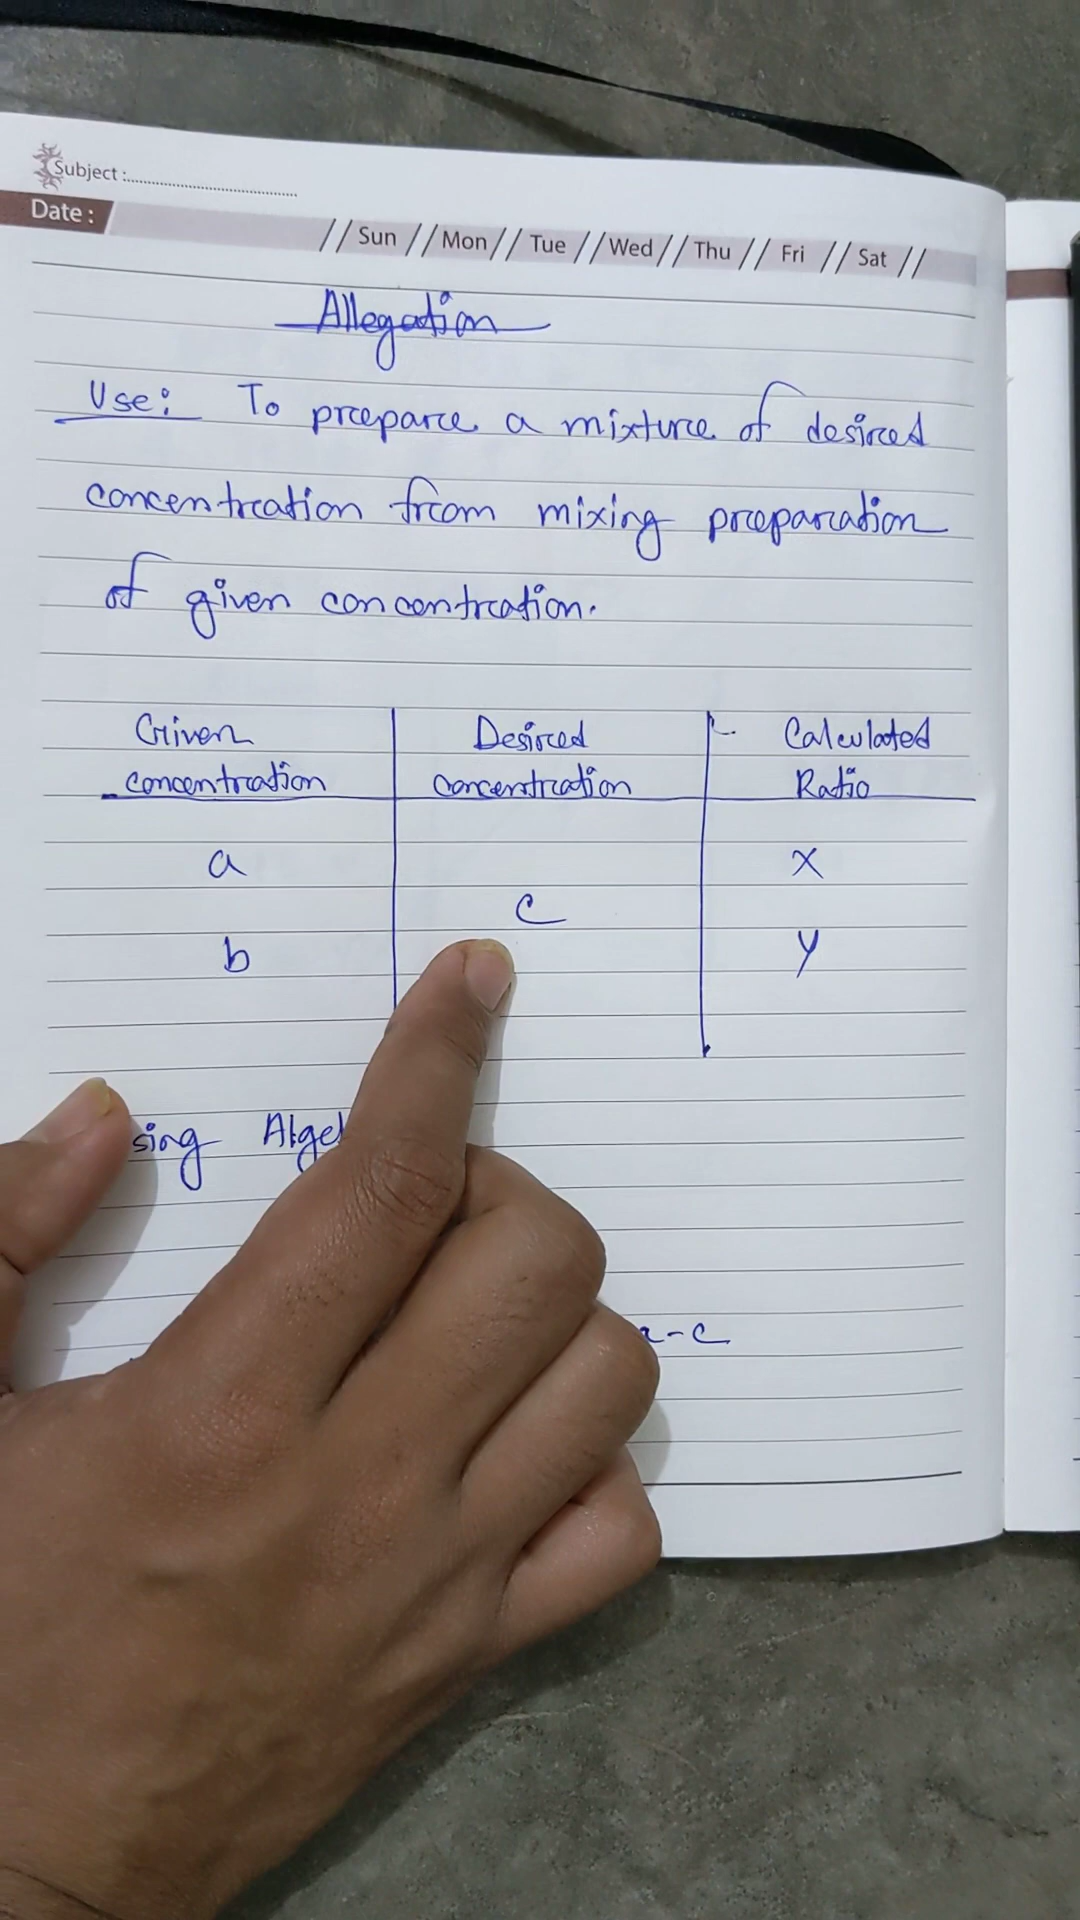 Subject :
Date :
// Sun // Mon // Tue // Wed // Thu // Fri // Sat //
Allegation
Use: To prepare a mixture of desired
concentration from mixing preparation
of given concentration.
Given Desired Calculated
concentration concentration Ratio
a x
c
b y
sing Algeb
-c